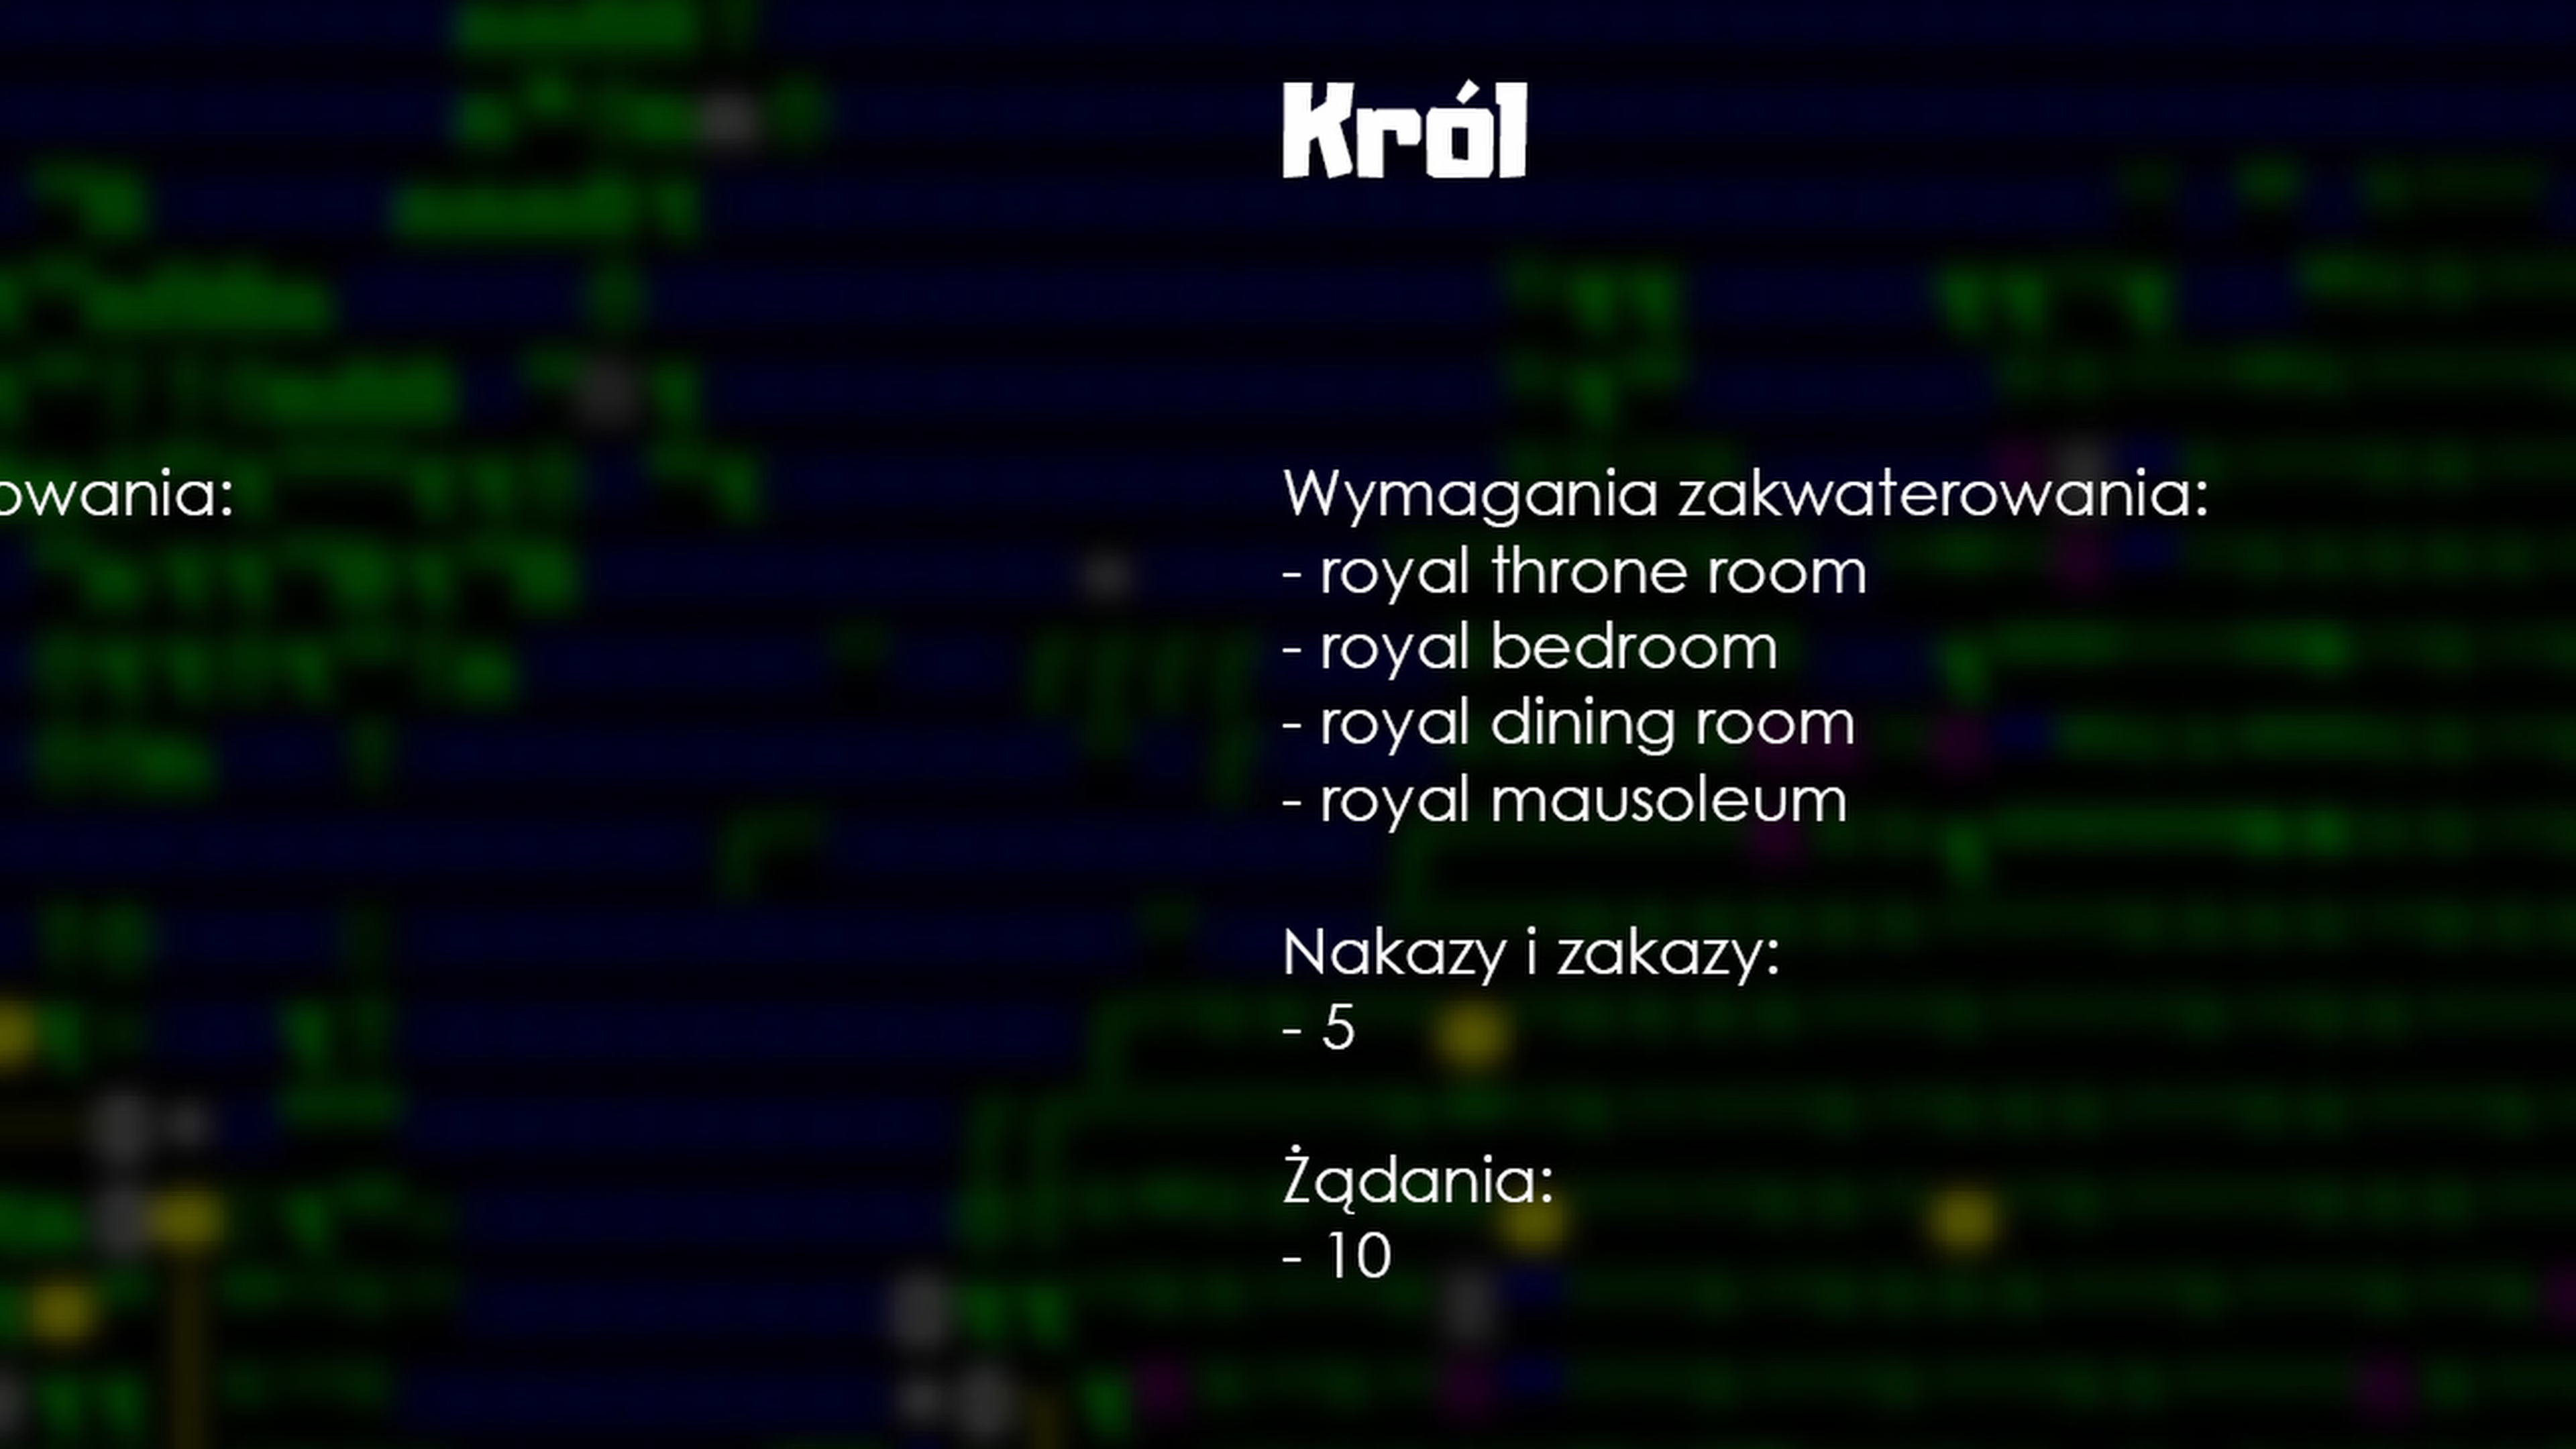 Król
owania:
Wymagania zakwaterowania:
- royal throne room
- royal bedroom
- royal dining room
- royal mausoleum
Nakazy i zakazy:
- 5
Żądania:
- 10